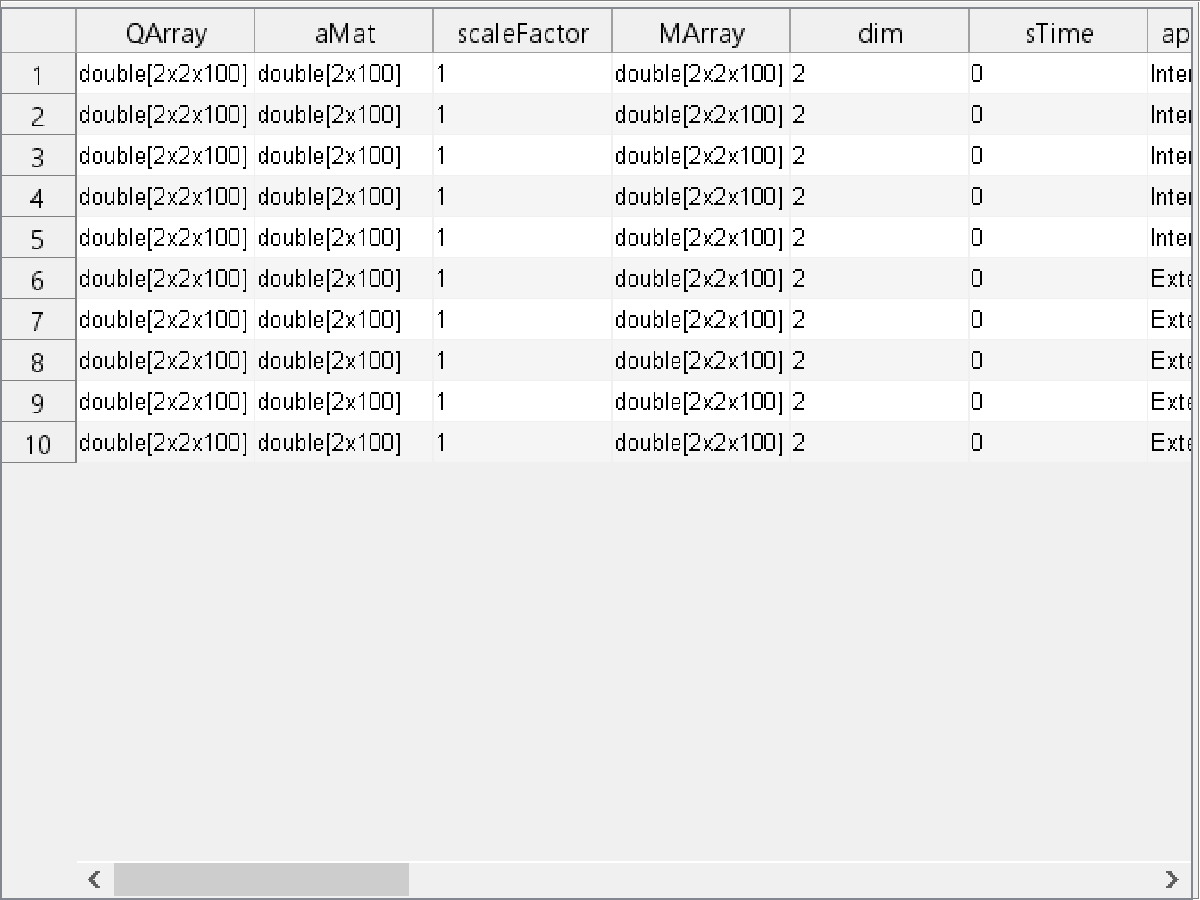 QArray aMat scaleFactor MArray dim sTime ap
1 double[2x2x100] double[2x100] 1 double[2x2x100] 2 0 Inter
2 double[2x2x100] double[2x100] 1 double[2x2x100] 2 0 Inter
3 double[2x2x100] double[2x100] 1 double[2x2x100] 2 0 Inter
4 double[2x2x100] double[2x100] 1 double[2x2x100] 2 0 Inter
5 double[2x2x100] double[2x100] 1 double[2x2x100] 2 0 Inter
6 double[2x2x100] double[2x100] 1 double[2x2x100] 2 0 Exte
7 double[2x2x100] double[2x100] 1 double[2x2x100] 2 0 Exte
8 double[2x2x100] double[2x100] 1 double[2x2x100] 2 0 Exte
9 double[2x2x100] double[2x100] 1 double[2x2x100] 2 0 Exte
10 double[2x2x100] double[2x100] 1 double[2x2x100] 2 0 Exte